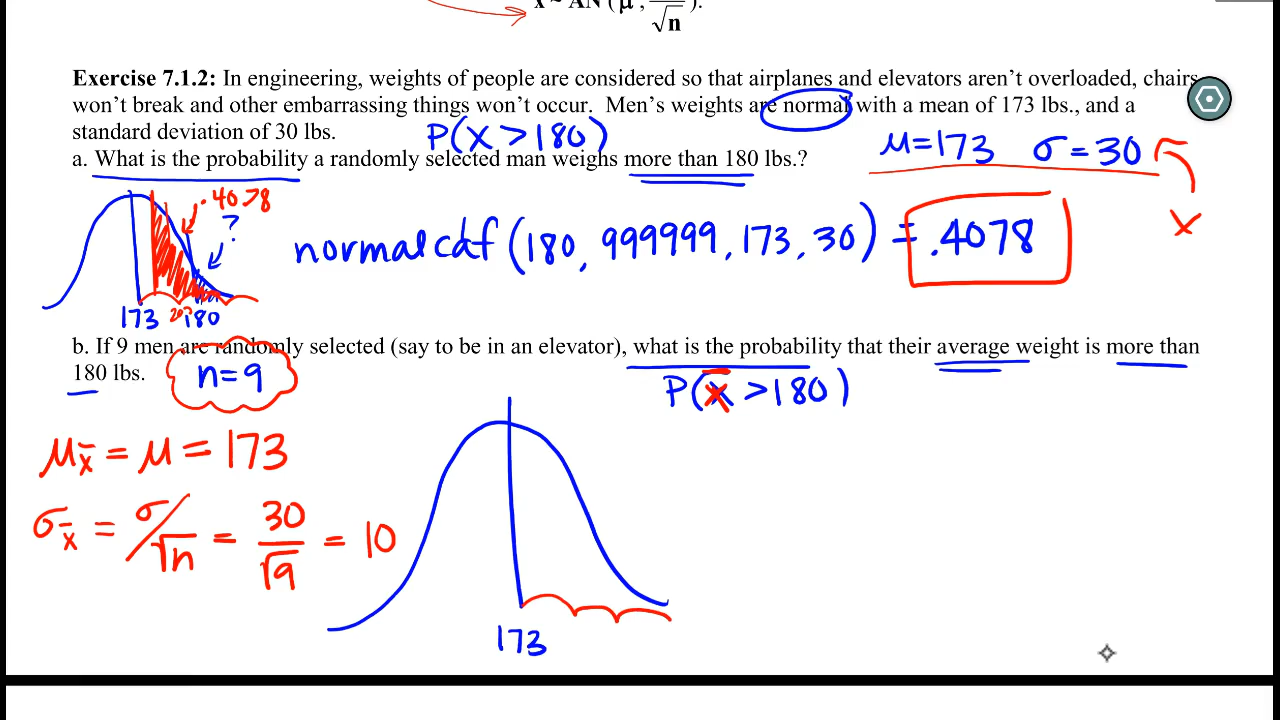 x ~ AN ( μ ,
√n ).
Exercise 7.1.2: In engineering, weights of people are considered so that airplanes and elevators aren't overloaded, chairs
won't break and other embarrassing things won't occur. Men's weights are normal with a mean of 173 lbs., and a
standard deviation of 30 lbs.
P(X > 180)
μ = 173 σ = 30
a. What is the probability a randomly selected man weighs more than 180 lbs.?
X
.4078
?
normalcdf (180, 999999, 173, 30) = .4078
173 180
b. If 9 men are randomly selected (say to be in an elevator), what is the probability that their average weight is more than
180 lbs.
n=9
P(x̄ > 180)
μx̄ = μ = 173
σx̄ = σ/√n = 30/√9 = 10
173